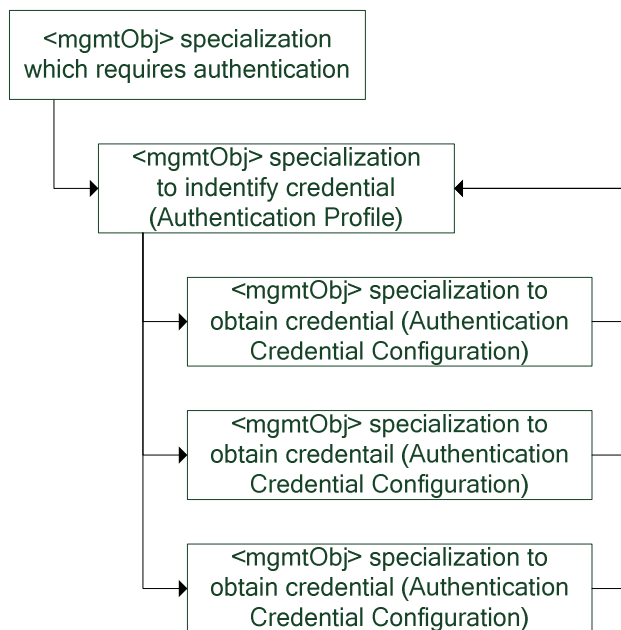 <mgmtObj> specialization
which requires authentication
<mgmtObj> specialization
to indentify credential
(Authentication Profile)
<mgmtObj> specialization to
obtain credential (Authentication
Credential Configuration)
<mgmtObj> specialization to
obtain credentail (Authentication
Credential Configuration)
<mgmtObj> specialization to
obtain credential (Authentication
Credential Configuration)